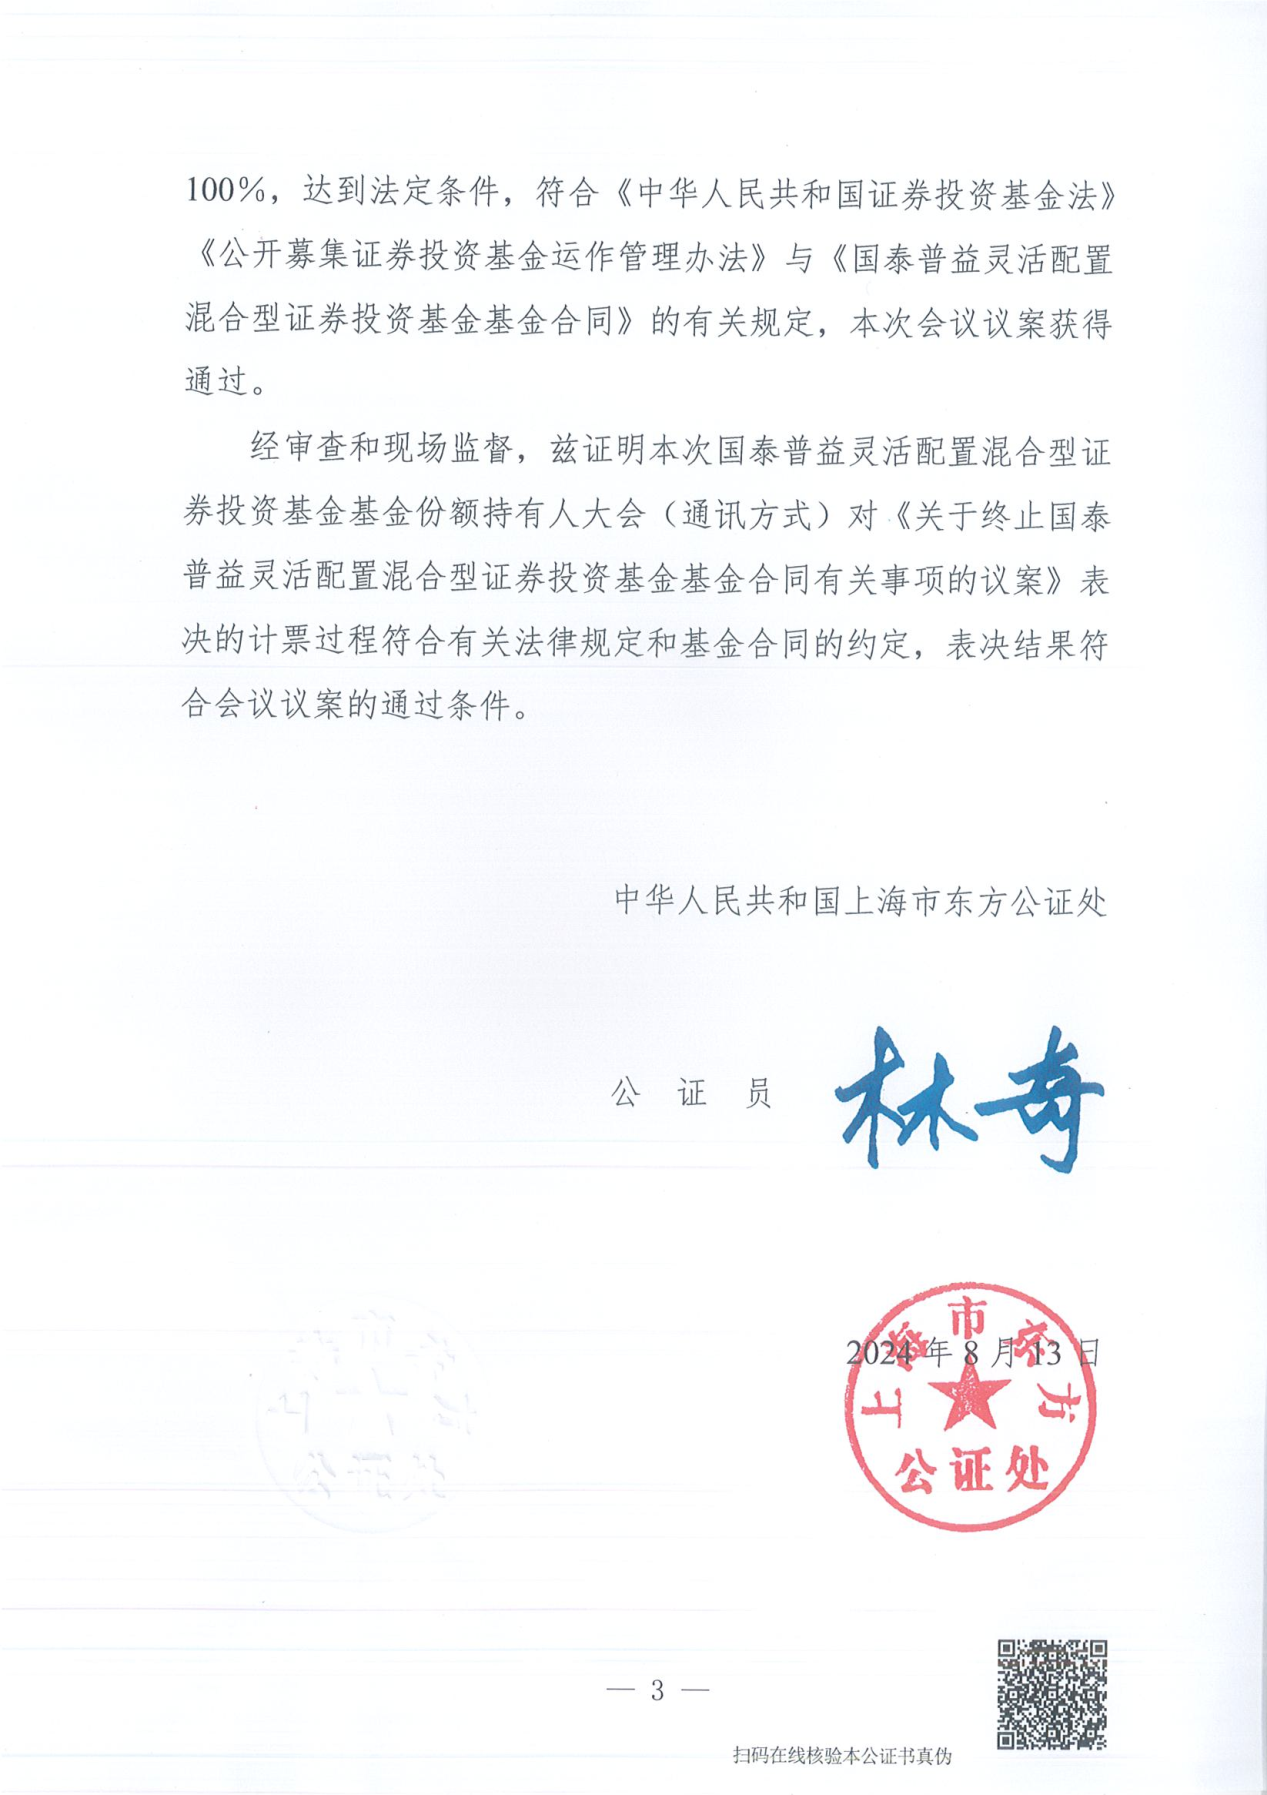 100%，达到法定条件，符合《中华人民共和国证券投资基金法》
《公开募集证券投资基金运作管理办法》与《国泰普益灵活配置
混合型证券投资基金基金合同》的有关规定，本次会议议案获得
通过。
经审查和现场监督，兹证明本次国泰普益灵活配置混合型证
券投资基金基金份额持有人大会（通讯方式）对《关于终止国泰
普益灵活配置混合型证券投资基金基金合同有关事项的议案》表
决的计票过程符合有关法律规定和基金合同的约定，表决结果符
合会议议案的通过条件。
中华人民共和国上海市东方公证处
公 证 员 林奇
2024 年 8 月 13 日
上海市东方
公证处
— 3 —
扫码在线核验本公证书真伪